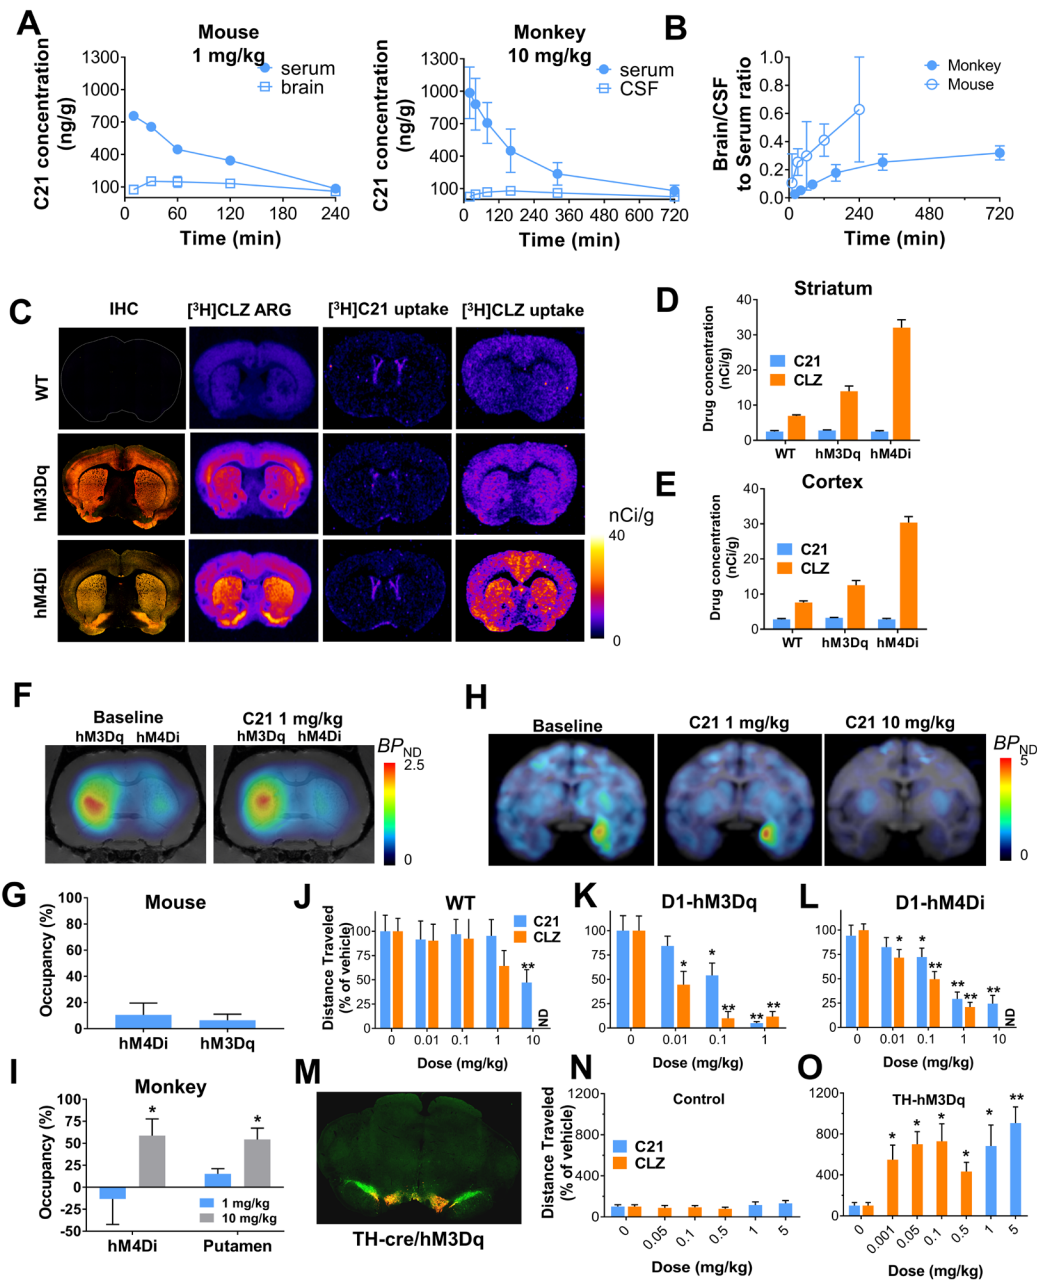 A
Mouse
1 mg/kg
C21 concentration
(ng/g)
1300
1000
700
400
100
serum
brain
0 60 120 180 240
Time (min)
Monkey
10 mg/kg
C21 concentration
(ng/g)
1300
1000
700
400
100
serum
CSF
0 120 240 360 480 600 720
Time (min)
B
Brain/CSF
to Serum ratio
1.0
0.8
0.6
0.4
0.2
0.0
Monkey
Mouse
0 240 480 720
Time (min)
C
IHC [³H]CLZ ARG [³H]C21 uptake [³H]CLZ uptake
WT
hM3Dq
hM4Di
nCi/g
40
0
D
Striatum
Drug concentration
(nCi/g)
40
30
20
10
0
C21
CLZ
WT hM3Dq hM4Di
E
Cortex
Drug concentration
(nCi/g)
40
30
20
10
0
C21
CLZ
WT hM3Dq hM4Di
F
Baseline C21 1 mg/kg
hM3Dq hM4Di hM3Dq hM4Di
BPND
2.5
0
H
Baseline C21 1 mg/kg C21 10 mg/kg
BPND
5
0
G
Mouse
Occupancy (%)
100
80
60
40
20
0
hM4Di hM3Dq
J
WT
Distance Traveled
(% of vehicle)
100
75
50
25
0
C21
CLZ
**
ND
0 0.01 0.1 1 10
Dose (mg/kg)
K
D1-hM3Dq
100
75
50
25
0
* * ** ** **
0 0.01 0.1 1
Dose (mg/kg)
L
D1-hM4Di
100
75
50
25
0
* * ** ** ** **
ND
0 0.01 0.1 1 10
Dose (mg/kg)
I
Monkey
Occupancy (%)
100
75
50
25
0
-25
-50
* *
1 mg/kg
10 mg/kg
hM4Di Putamen
M
TH-cre/hM3Dq
N
Control
Distance Traveled
(% of vehicle)
1200
800
400
0
C21
CLZ
0 0.05 0.1 0.5 1 5
Dose (mg/kg)
O
TH-hM3Dq
1200
800
400
0
* * * * * **
0 0.001 0.05 0.1 0.5 1 5
Dose (mg/kg)